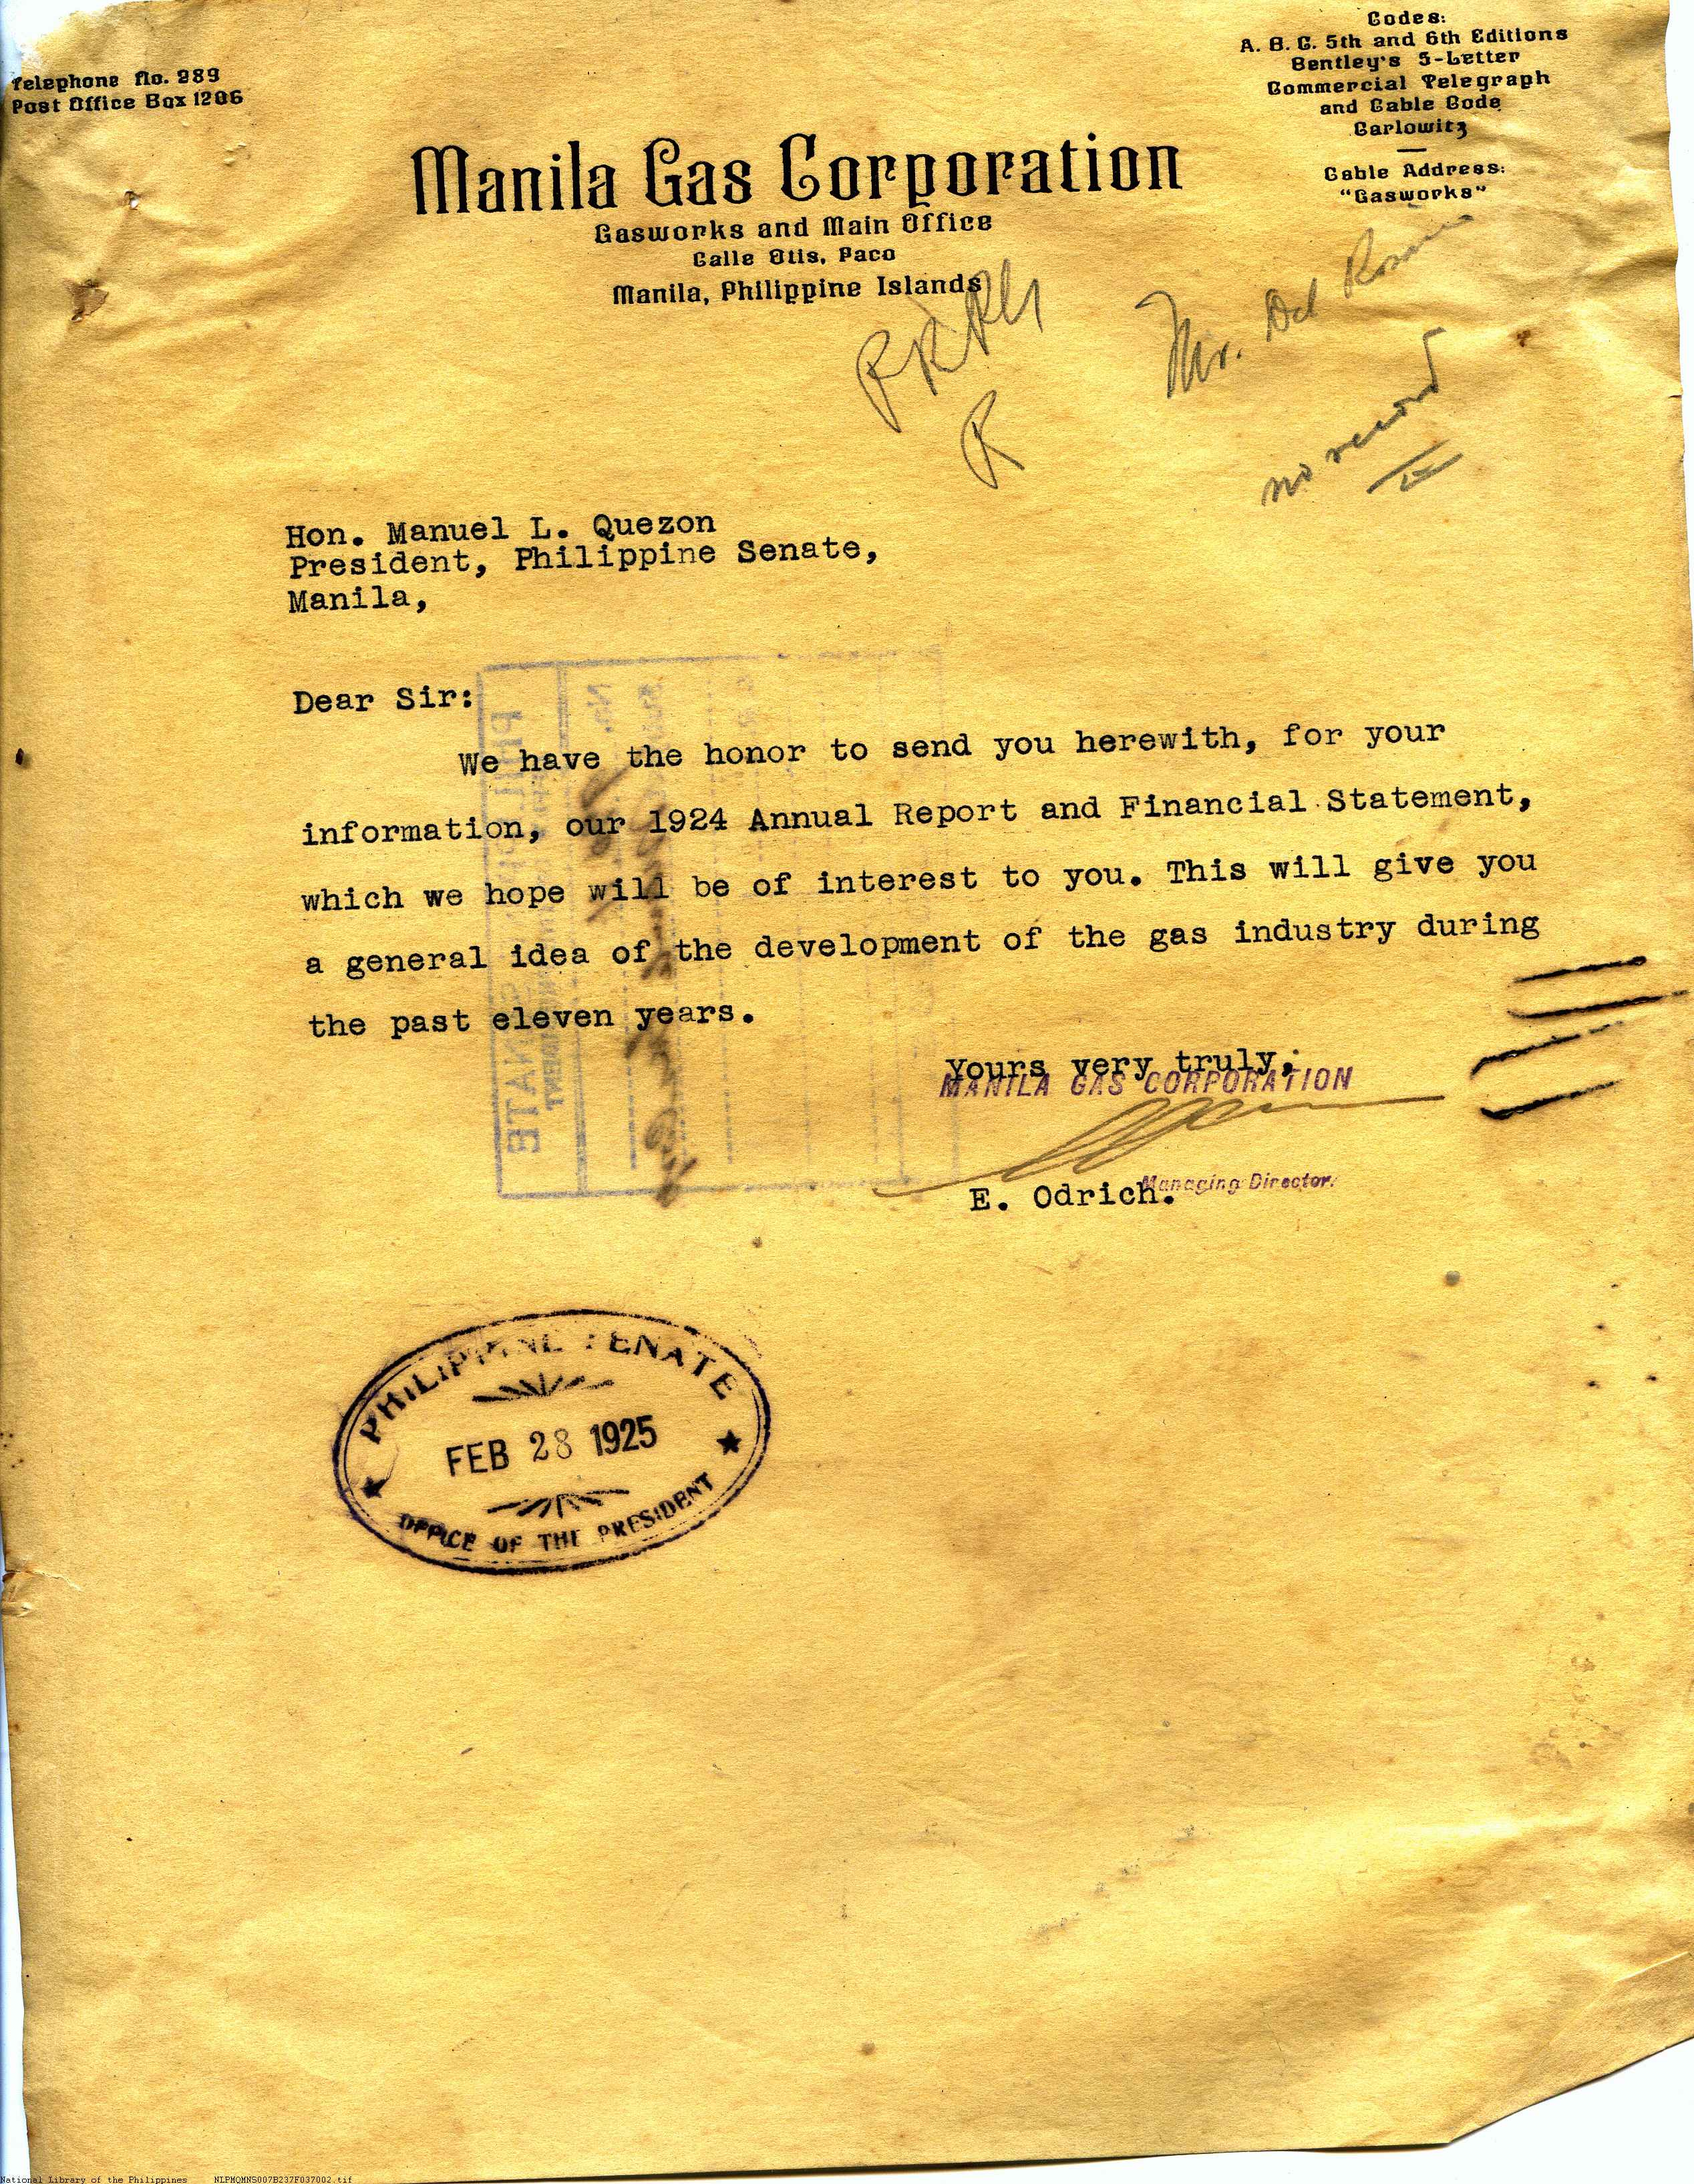 Telephone No. 289
Post Office Box 1206
Codes:
A. B. C. 5th and 6th Editions
Bentley's 5-Letter
Commercial Telegraph
and Cable Code
Carlowitz
Cable Address:
"Gasworks"
Manila Gas Corporation
Gasworks and Main Office
Calle Otis, Paco
Manila, Philippine Islands
Mr. Del
no record
Hon. Manuel L. Quezon
President, Philippine Senate,
Manila,
Dear Sir:
We have the honor to send you herewith, for your
information, our 1924 Annual Report and Financial Statement,
which we hope will be of interest to you. This will give you
a general idea of the development of the gas industry during
the past eleven years.
Yours very truly,
MANILA GAS CORPORATION
Managing Director.
E. Odrich.
PHILIPPINE SENATE
FEB 28 1925
OFFICE OF THE PRESIDENT
National Library of the Philippines NLPMQMNS007B237F037002.tif